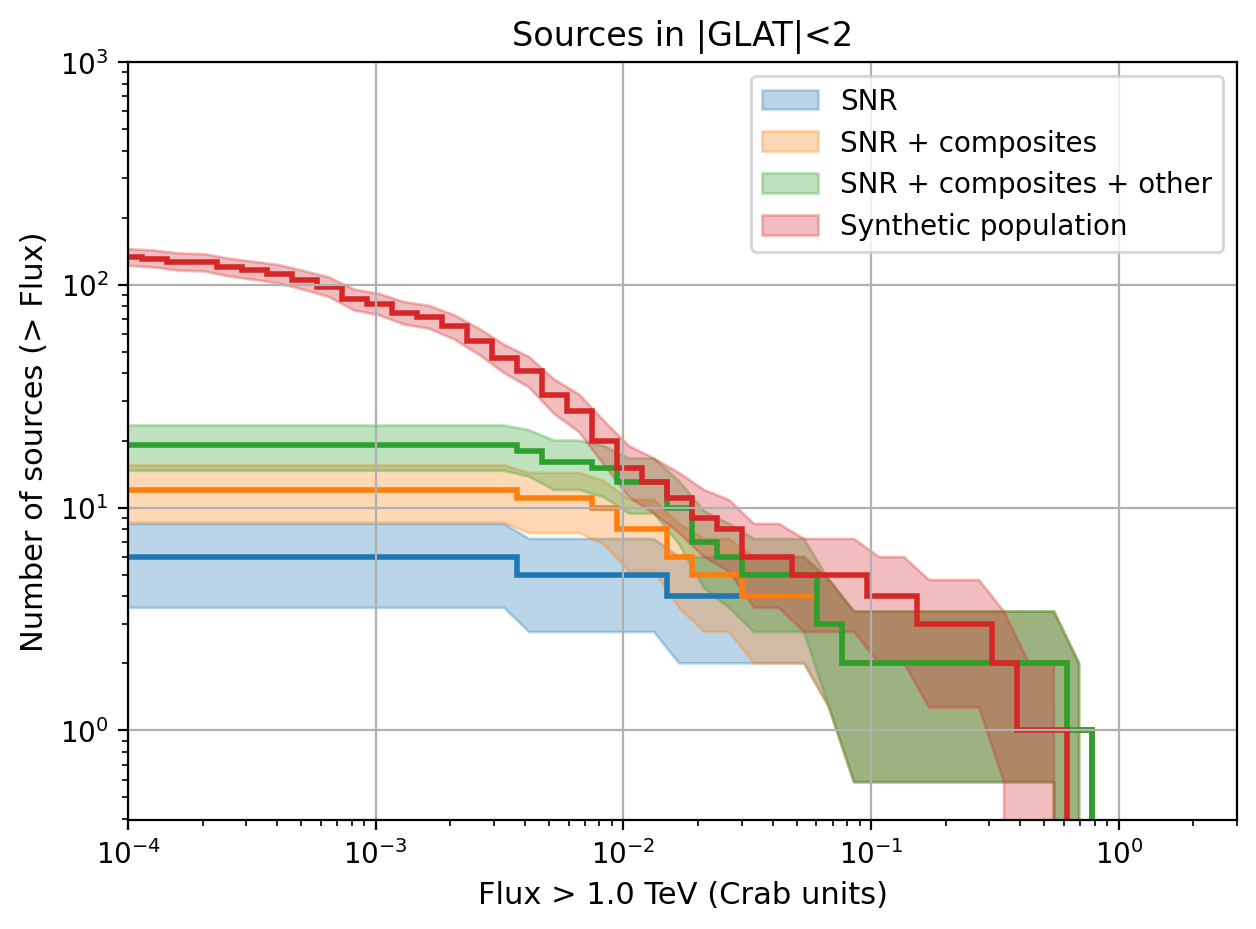 Sources in |GLAT|<2
SNR
SNR + composites
SNR + composites + other
Synthetic population
Number of sources (> Flux)
10³
10²
10¹
10⁰
10⁻⁴
10⁻³
10⁻²
10⁻¹
10⁰
Flux > 1.0 TeV (Crab units)